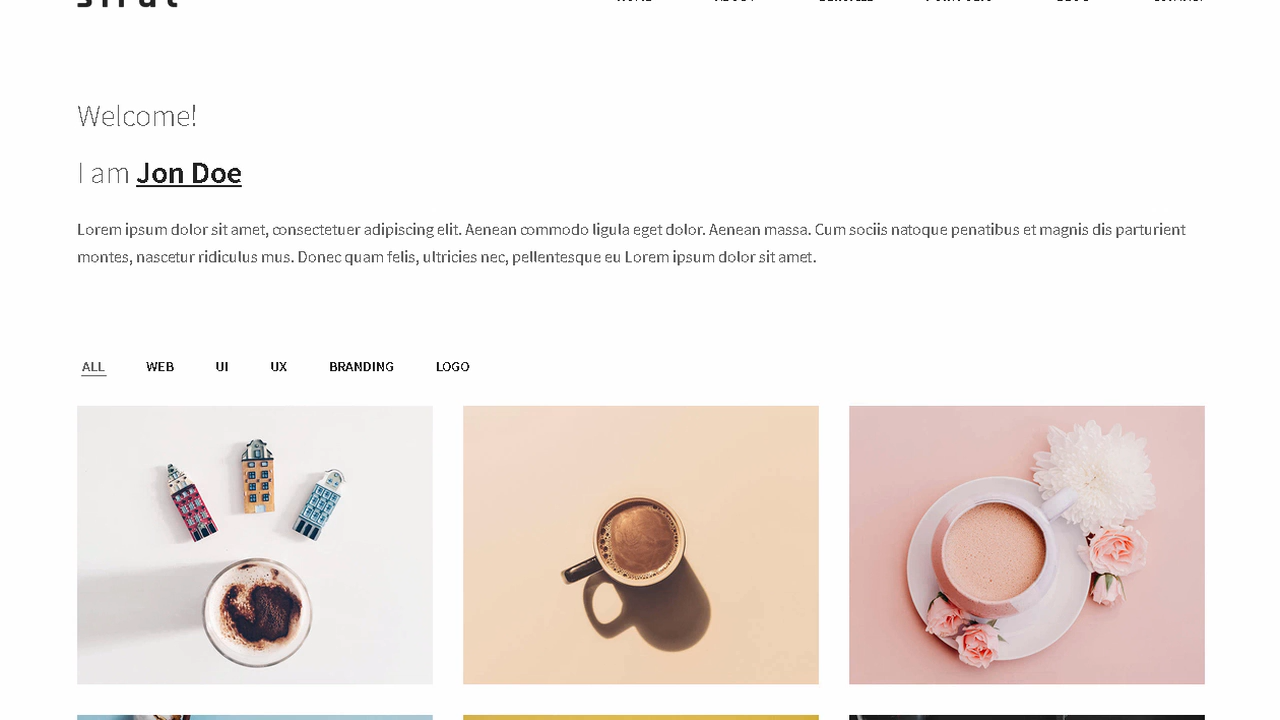 Welcome!
I am Jon Doe
Lorem ipsum dolor sit amet, consectetuer adipiscing elit. Aenean commodo ligula eget dolor. Aenean massa. Cum sociis natoque penatibus et magnis dis parturient
montes, nascetur ridiculus mus. Donec quam felis, ultricies nec, pellentesque eu Lorem ipsum dolor sit amet.
ALL WEB UI UX BRANDING LOGO